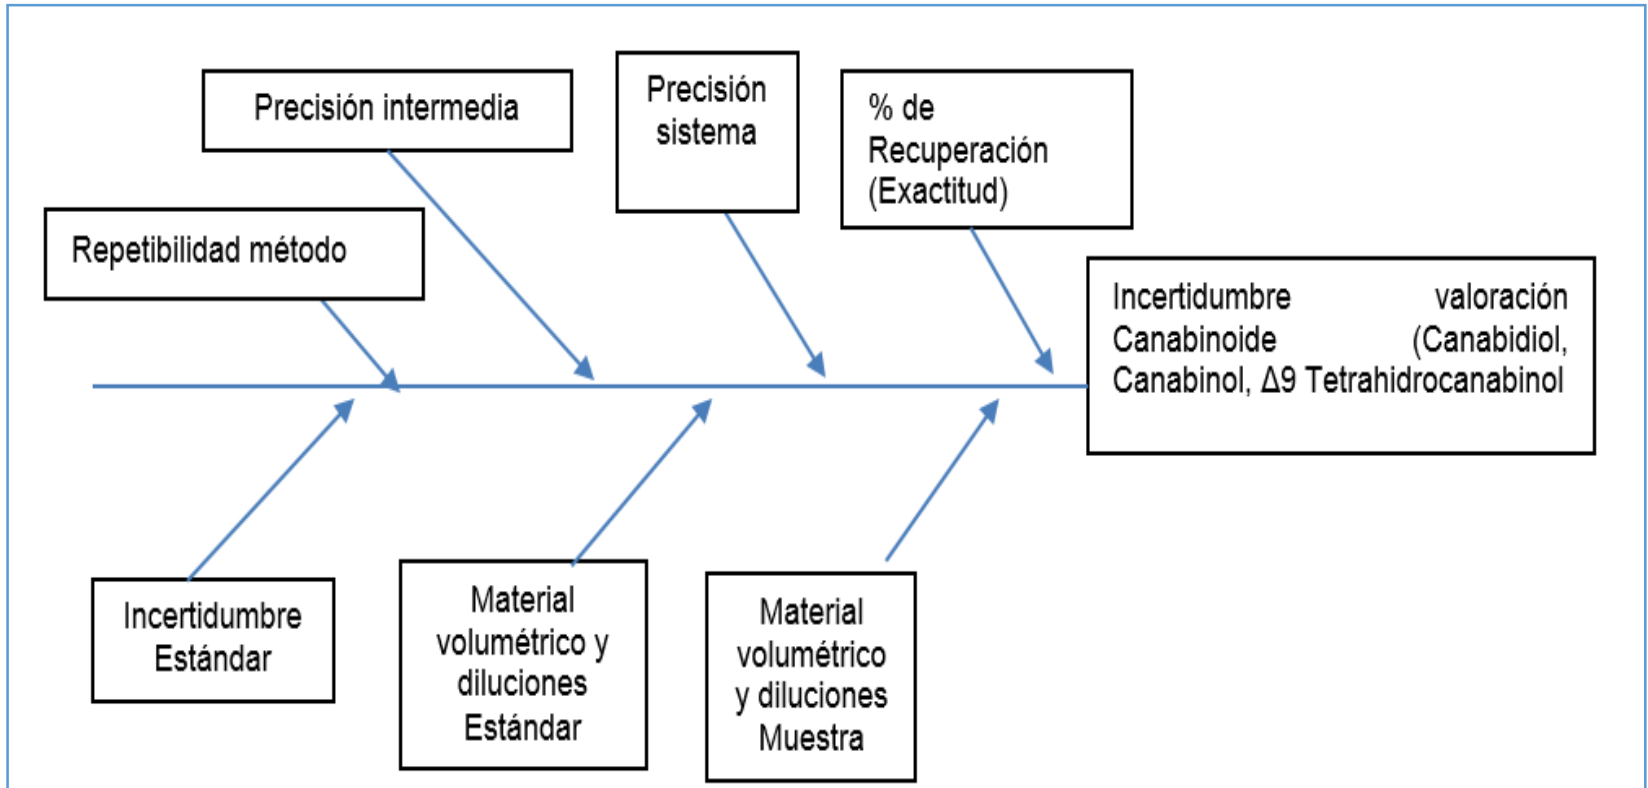 Precisión intermedia
Precisión
sistema
% de
Recuperación
(Exactitud)
Repetibilidad método
Incertidumbre valoración
Canabinoide (Canabidiol,
Canabinol, Δ9 Tetrahidrocanabinol
Incertidumbre
Estándar
Material
volumétrico y
diluciones
Estándar
Material
volumétrico
y diluciones
Muestra